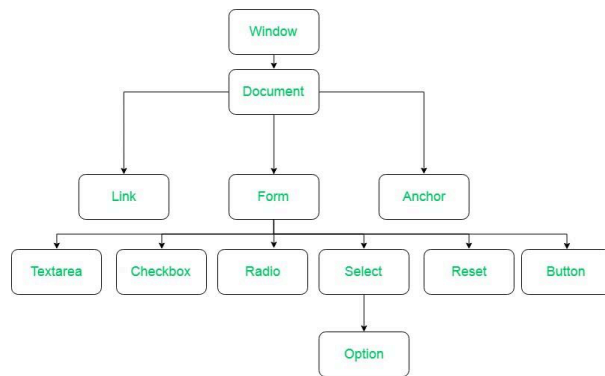 Window
Document
Link
Form
Anchor
Textarea
Checkbox
Radio
Select
Reset
Button
Option